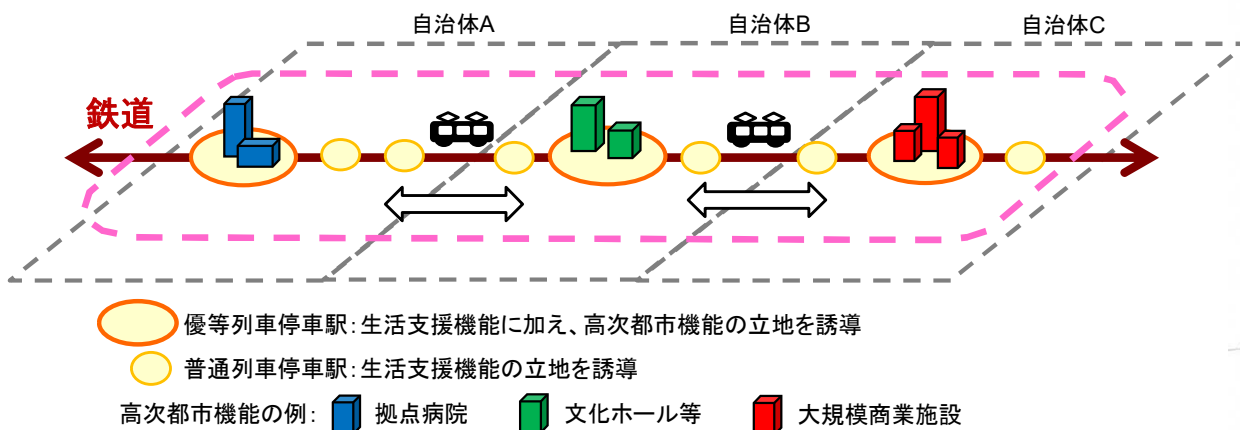 自治体A
自治体B
自治体C
鉄道
優等列車停車駅：生活支援機能に加え、高次都市機能の立地を誘導
普通列車停車駅：生活支援機能の立地を誘導
高次都市機能の例： 拠点病院 文化ホール等 大規模商業施設